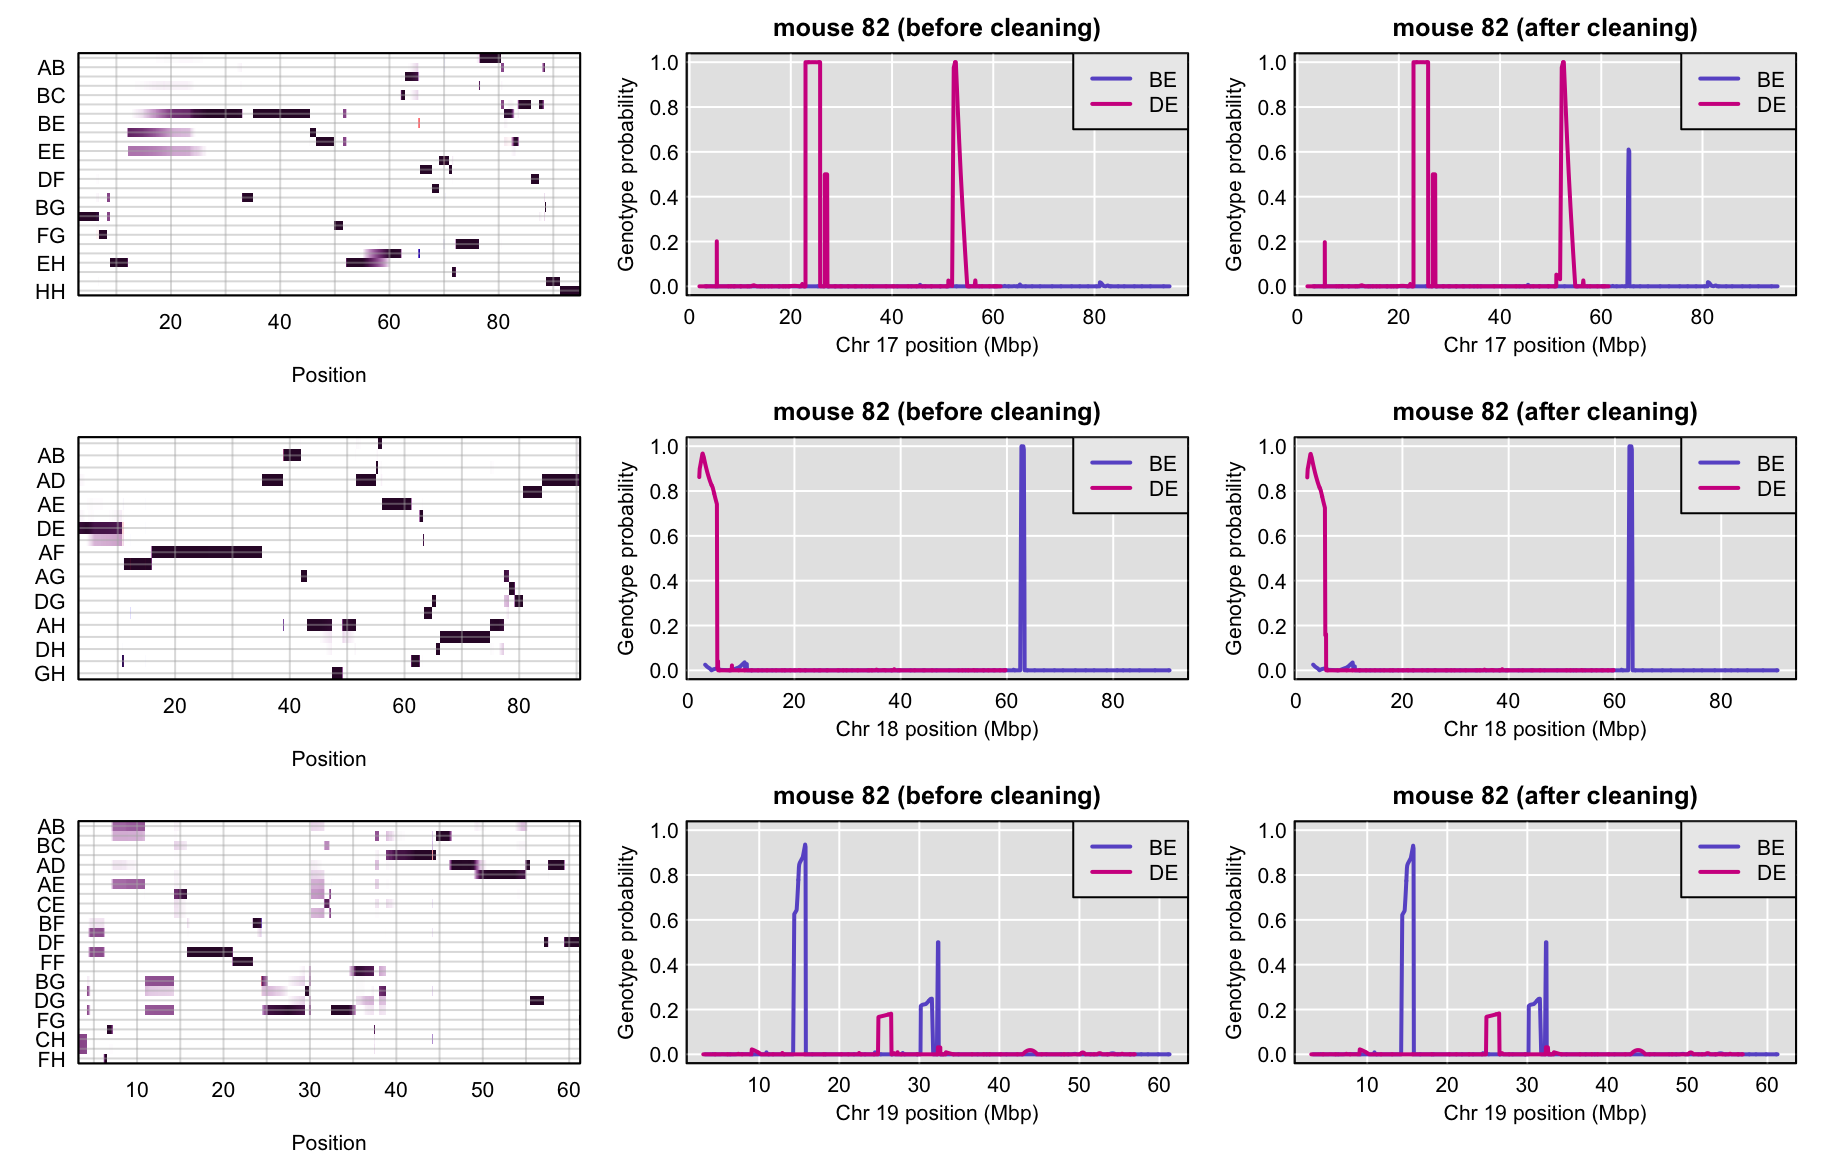 mouse 82 (before cleaning)
mouse 82 (after cleaning)
AB
BC
BE
EE
DF
BG
FG
EH
HH
20 40 60 80
Position
Genotype probability
1.0
0.8
0.6
0.4
0.2
0.0
BE
DE
0 20 40 60 80
Chr 17 position (Mbp)
Genotype probability
1.0
0.8
0.6
0.4
0.2
0.0
BE
DE
0 20 40 60 80
Chr 17 position (Mbp)
mouse 82 (before cleaning)
mouse 82 (after cleaning)
AB
AD
AE
DE
AF
AG
DG
AH
DH
GH
20 40 60 80
Position
Genotype probability
1.0
0.8
0.6
0.4
0.2
0.0
BE
DE
0 20 40 60 80
Chr 18 position (Mbp)
Genotype probability
1.0
0.8
0.6
0.4
0.2
0.0
BE
DE
0 20 40 60 80
Chr 18 position (Mbp)
mouse 82 (before cleaning)
mouse 82 (after cleaning)
AB
BC
AD
AE
CE
BF
DF
FF
BG
DG
FG
CH
FH
10 20 30 40 50 60
Position
Genotype probability
1.0
0.8
0.6
0.4
0.2
0.0
BE
DE
10 20 30 40 50 60
Chr 19 position (Mbp)
Genotype probability
1.0
0.8
0.6
0.4
0.2
0.0
BE
DE
10 20 30 40 50 60
Chr 19 position (Mbp)